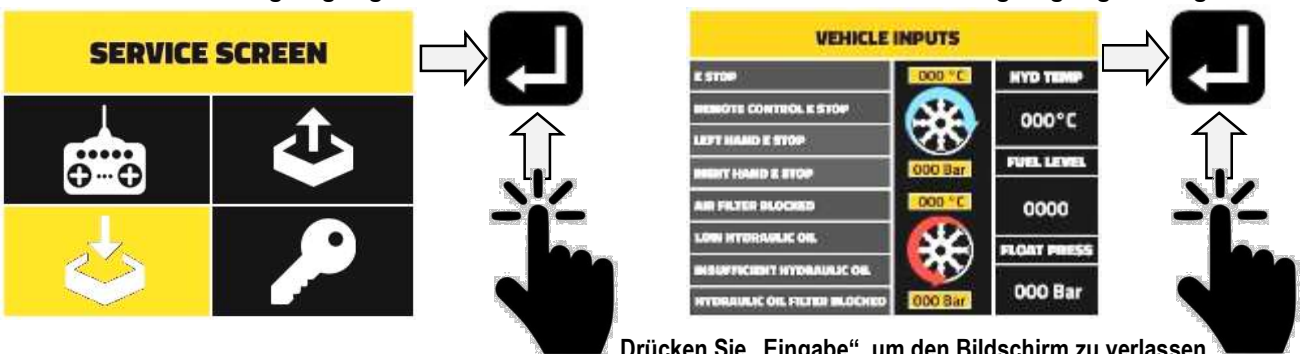 SERVICE SCREEN
VEHICLE INPUTS
E STOP
REMOTE CONTROL E STOP
LEFT HAND E STOP
RIGHT HAND E STOP
AIR FILTER BLOCKED
LOW HYDRAULIC OIL
INSUFFICIENT HYDRAULIC OIL
HYDRAULIC OIL FILTER BLOCKED
000 °C
000 Bar
000 °C
000 Bar
HYD TEMP
000°C
FUEL LEVEL
0000
FLOAT PRESS
000 Bar
Drücken Sie „Eingabe“, um den Bildschirm zu verlassen